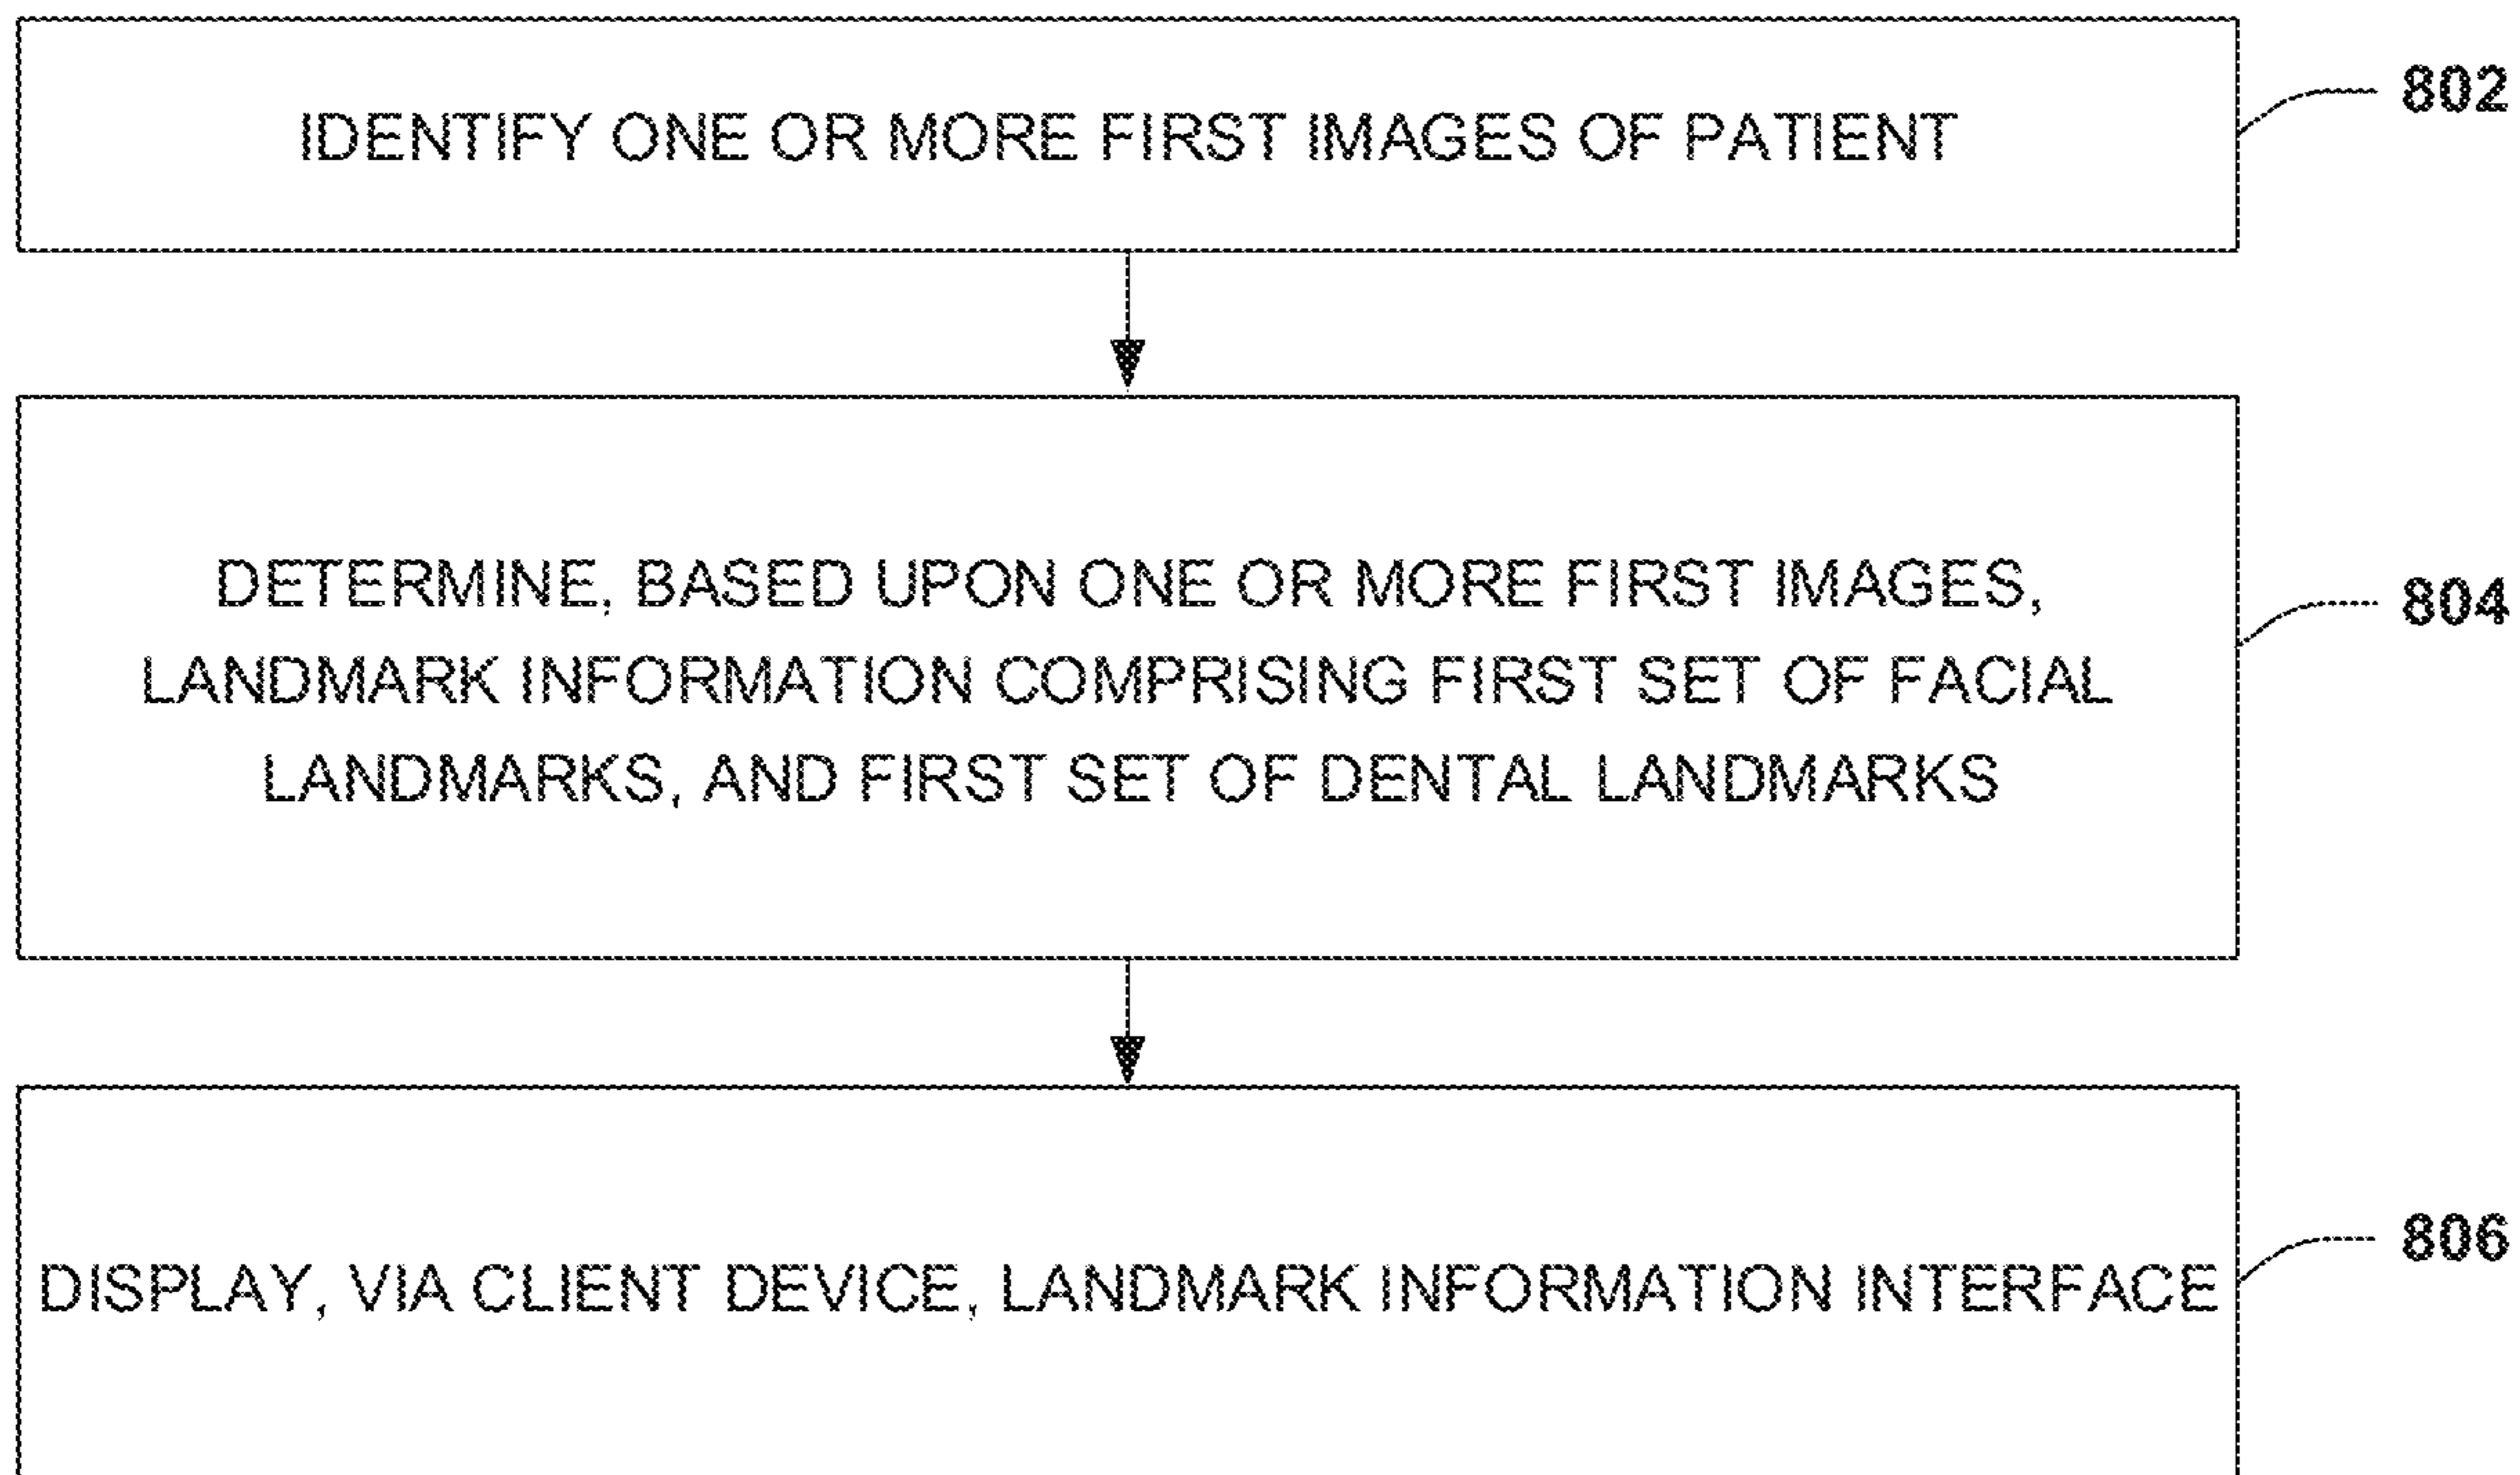 IDENTIFY ONE OR MORE FIRST IMAGES OF PATIENT
802
DETERMINE, BASED UPON ONE OR MORE FIRST IMAGES,
804
LANDMARK INFORMATION COMPRISING FIRST SET OF FACIAL
LANDMARKS, AND FIRST SET OF DENTAL LANDMARKS
DISPLAY, VIA CLIENT DEVICE, LANDMARK INFORMATION INTERFACE
806